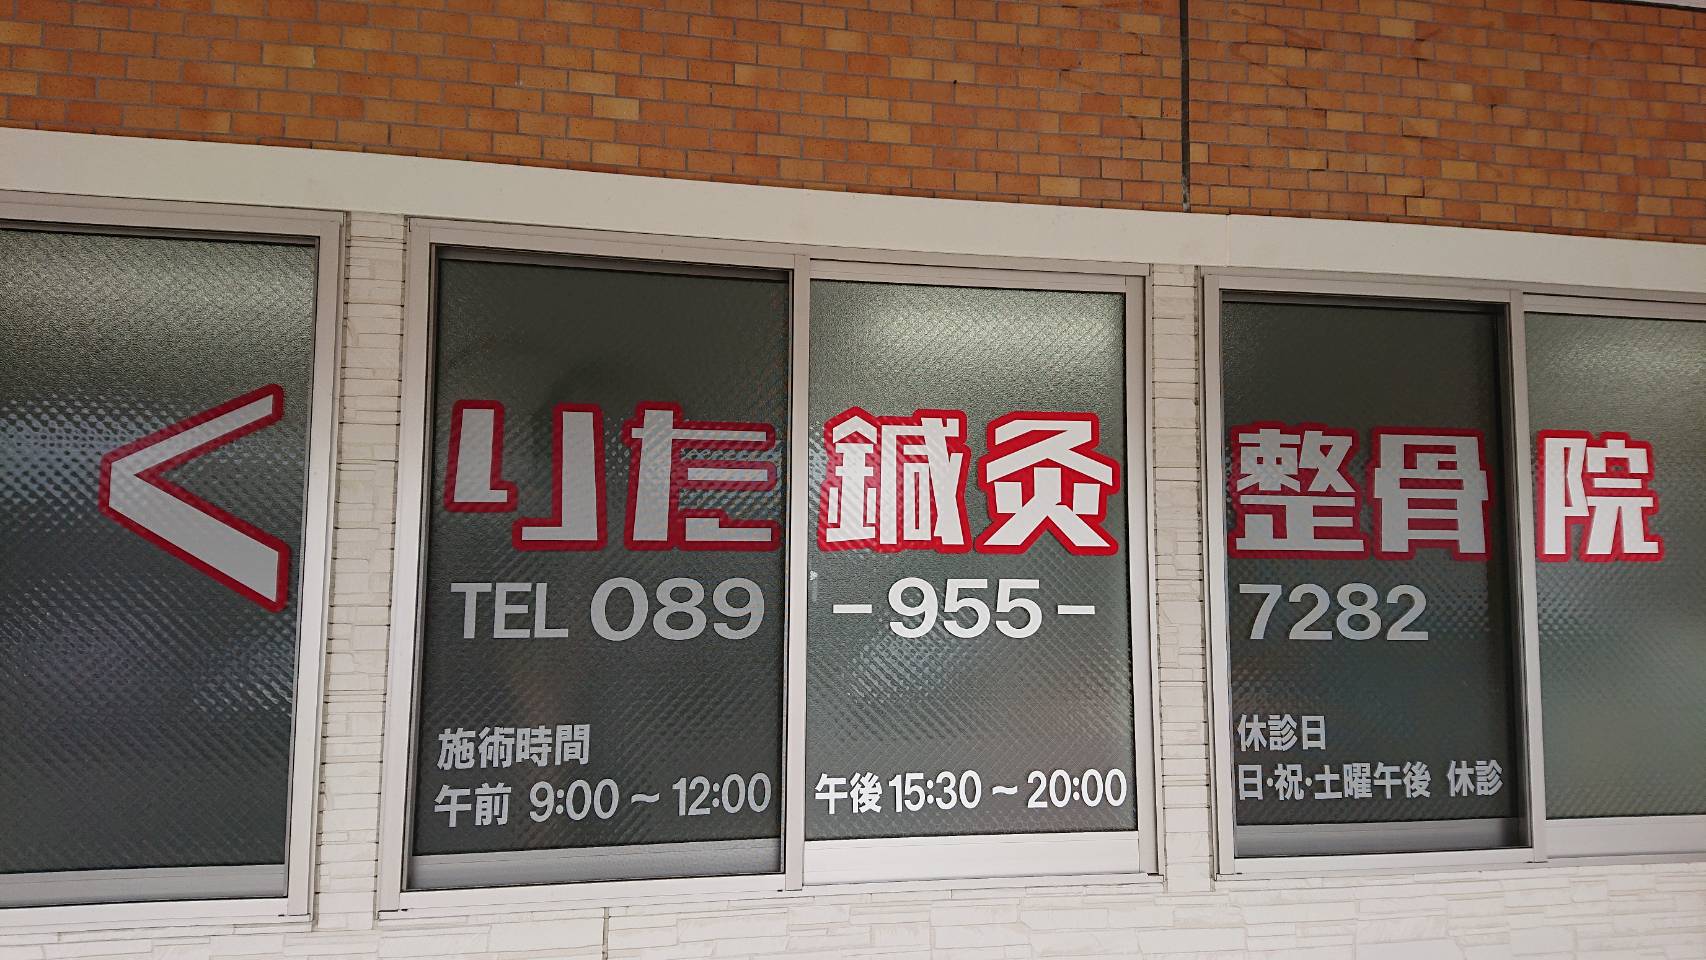 くりた鍼灸整骨院
TEL 089-955-7282
施術時間
午前 9:00～12:00 午後 15:30～20:00
休診日
日・祝・土曜午後 休診